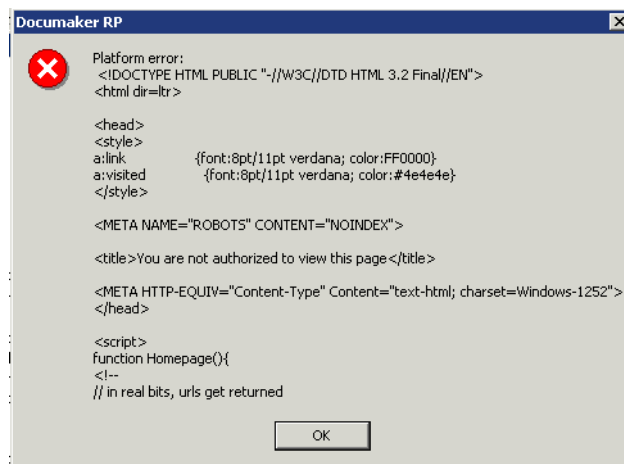 Documaker RP
Platform error:
<!DOCTYPE HTML PUBLIC "-//W3C//DTD HTML 3.2 Final//EN">
<html dir=ltr>
<head>
<style>
a:link {font:8pt/11pt verdana; color:FF0000}
a:visited {font:8pt/11pt verdana; color:#4e4e4e}
</style>
<META NAME="ROBOTS" CONTENT="NOINDEX">
<title>You are not authorized to view this page</title>
<META HTTP-EQUIV="Content-Type" Content="text-html; charset=Windows-1252">
</head>
<script>
function Homepage(){
<!--
// in real bits, urls get returned
OK